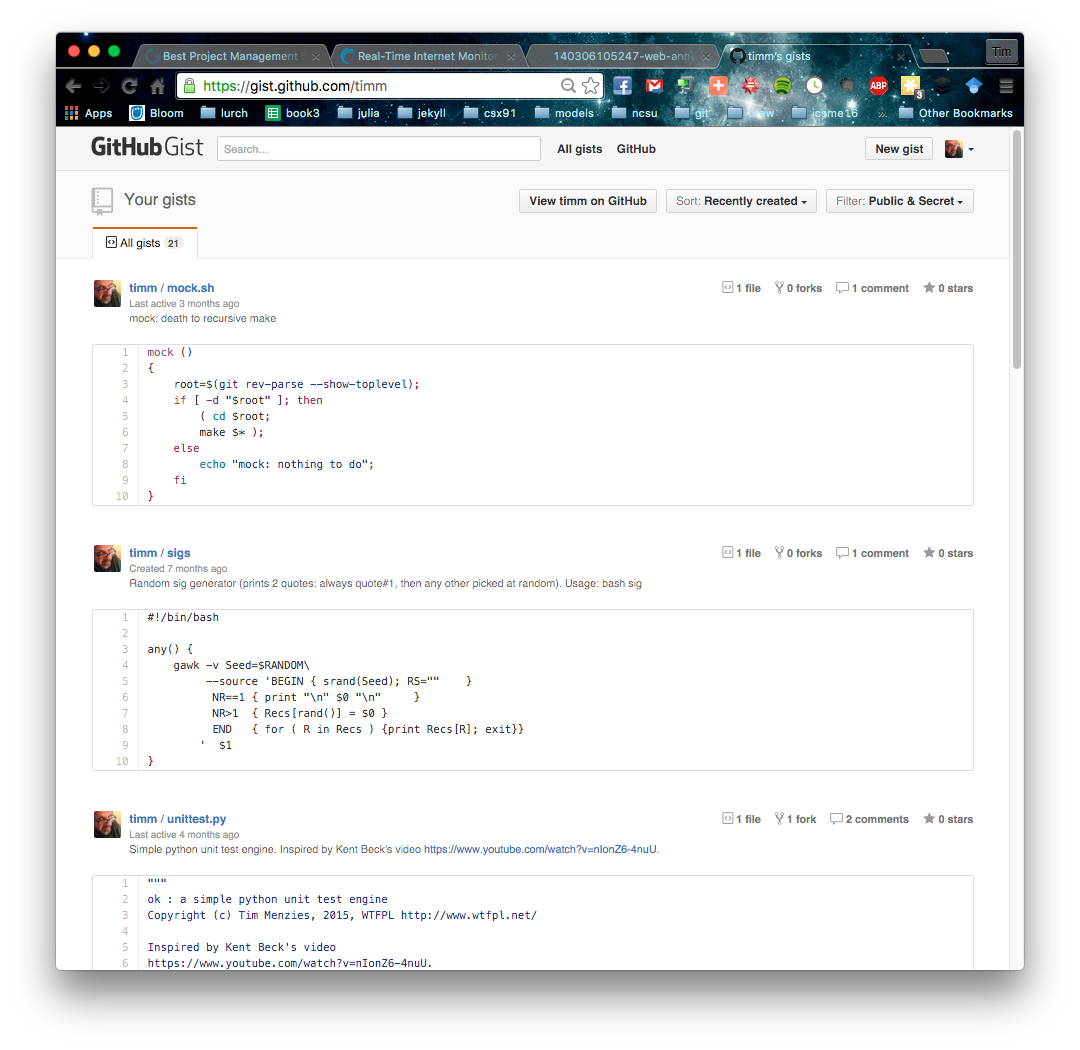 Best Project Management
Real-Time Internet Monitor
140306105247-web-ann
timm's gists
Tim
https://gist.github.com/timm
ABP
3
Apps
Bloom
lurch
book3
julia
jekyll
csx91
models
ncsu
git
icsme16
»
Other Bookmarks
GitHub Gist
Search...
All gists
GitHub
New gist
Your gists
View timm on GitHub
Sort: Recently created
Filter: Public & Secret
All gists 21
timm / mock.sh
1 file
0 forks
1 comment
0 stars
Last active 3 months ago
mock: death to recursive make
1 mock ()
2 {
3     root=$(git rev-parse --show-toplevel);
4     if [ -d "$root" ]; then
5         ( cd $root;
6         make $* );
7     else
8         echo "mock: nothing to do";
9     fi
10 }
timm / sigs
1 file
0 forks
1 comment
0 stars
Created 7 months ago
Random sig generator (prints 2 quotes: always quote#1, then any other picked at random). Usage: bash sig
1 #!/bin/bash
2
3 any() {
4     gawk -v Seed=$RANDOM\
5          --source 'BEGIN { srand(Seed); RS=""    }
6           NR==1 { print "\n" $0 "\n"     }
7           NR>1  { Recs[rand()] = $0 }
8           END   { for ( R in Recs ) {print Recs[R]; exit}}
9         '  $1
10 }
timm / unittest.py
1 file
1 fork
2 comments
0 stars
Last active 4 months ago
Simple python unit test engine. Inspired by Kent Beck's video https://www.youtube.com/watch?v=nIonZ6-4nuU.
1 """
2 ok : a simple python unit test engine
3 Copyright (c) Tim Menzies, 2015, WTFPL http://www.wtfpl.net/
4
5 Inspired by Kent Beck's video
6 https://www.youtube.com/watch?v=nIonZ6-4nuU.